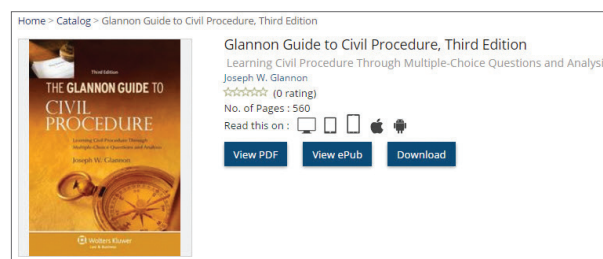 Home > Catalog > Glannon Guide to Civil Procedure, Third Edition
Third Edition
THE GLANNON GUIDE TO
CIVIL
PROCEDURE
Learning Civil Procedure Through
Multiple-Choice Questions and Analysis
Joseph W. Glannon
Wolters Kluwer
Law & Business
Glannon Guide to Civil Procedure, Third Edition
Learning Civil Procedure Through Multiple-Choice Questions and Analysi
Joseph W. Glannon
(0 rating)
No. of Pages : 560
Read this on :
View PDF
View ePub
Download